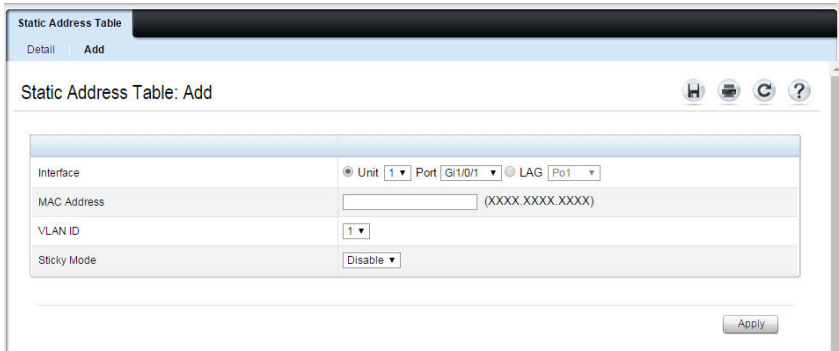 Static Address Table
Detail Add
Static Address Table: Add
Interface Unit 1 Port Gi1/0/1 LAG Po1
MAC Address (XXXX.XXXX.XXXX)
VLAN ID 1
Sticky Mode Disable
Apply